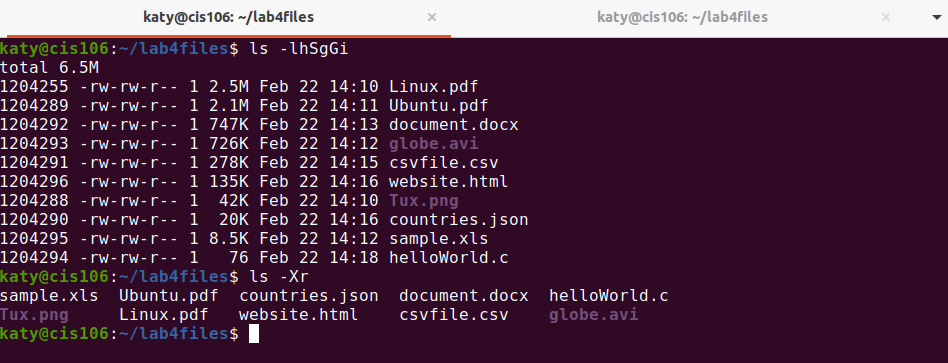 katy@cis106: ~/lab4files × katy@cis106: ~/lab4files ×
katy@cis106:~/lab4files$ ls -lhSgGi
total 6.5M
1204255 -rw-rw-r-- 1 2.5M Feb 22 14:10 Linux.pdf
1204289 -rw-rw-r-- 1 2.1M Feb 22 14:11 Ubuntu.pdf
1204292 -rw-rw-r-- 1 747K Feb 22 14:13 document.docx
1204293 -rw-rw-r-- 1 726K Feb 22 14:12 globe.avi
1204291 -rw-rw-r-- 1 278K Feb 22 14:15 csvfile.csv
1204296 -rw-rw-r-- 1 135K Feb 22 14:16 website.html
1204288 -rw-rw-r-- 1  42K Feb 22 14:10 Tux.png
1204290 -rw-rw-r-- 1  20K Feb 22 14:16 countries.json
1204295 -rw-rw-r-- 1 8.5K Feb 22 14:12 sample.xls
1204294 -rw-rw-r-- 1   76 Feb 22 14:18 helloWorld.c
katy@cis106:~/lab4files$ ls -Xr
sample.xls  Ubuntu.pdf  countries.json  document.docx  helloWorld.c
Tux.png     Linux.pdf   website.html    csvfile.csv    globe.avi
katy@cis106:~/lab4files$